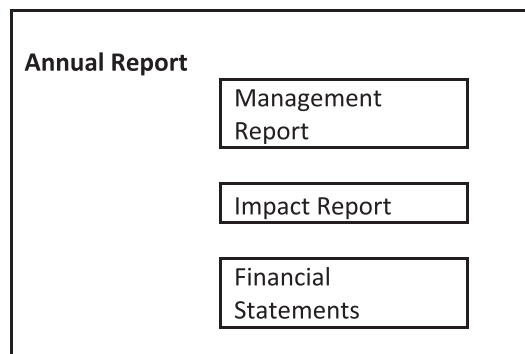 Annual Report
Management
Report
Impact Report
Financial
Statements